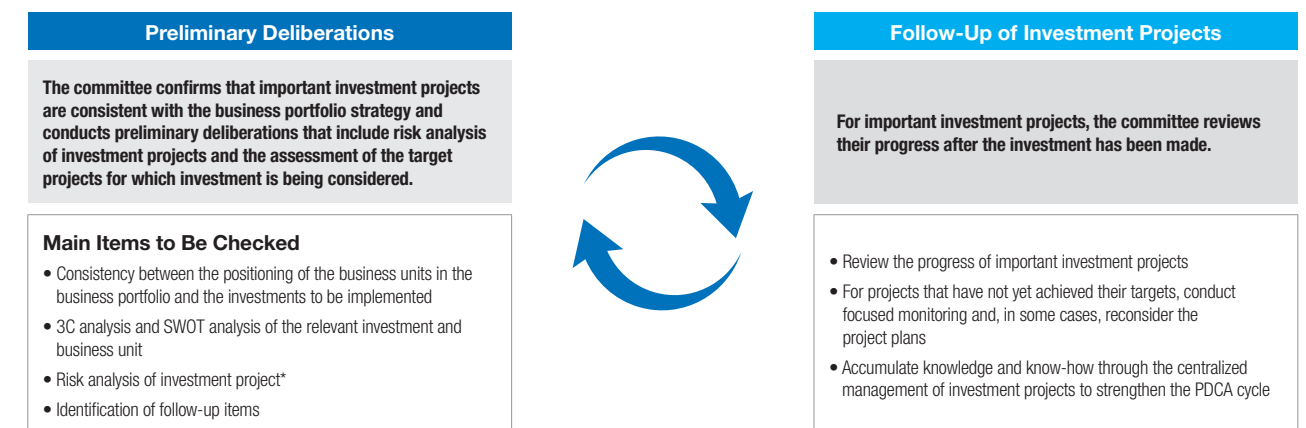 Preliminary Deliberations
The committee confirms that important investment projects
are consistent with the business portfolio strategy and
conducts preliminary deliberations that include risk analysis
of investment projects and the assessment of the target
projects for which investment is being considered.
Main Items to Be Checked
• Consistency between the positioning of the business units in the
business portfolio and the investments to be implemented
• 3C analysis and SWOT analysis of the relevant investment and
business unit
• Risk analysis of investment project*
• Identification of follow-up items
Follow-Up of Investment Projects
For important investment projects, the committee reviews
their progress after the investment has been made.
• Review the progress of important investment projects
• For projects that have not yet achieved their targets, conduct
focused monitoring and, in some cases, reconsider the
project plans
• Accumulate knowledge and know-how through the centralized
management of investment projects to strengthen the PDCA cycle